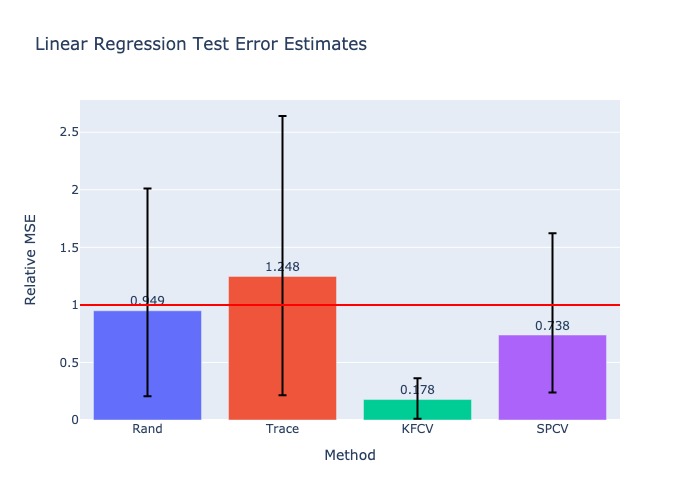 Linear Regression Test Error Estimates
Relative MSE
2.5
2
1.5
1
0.5
0
0.949
1.248
0.178
0.738
Rand
Trace
KFCV
SPCV
Method